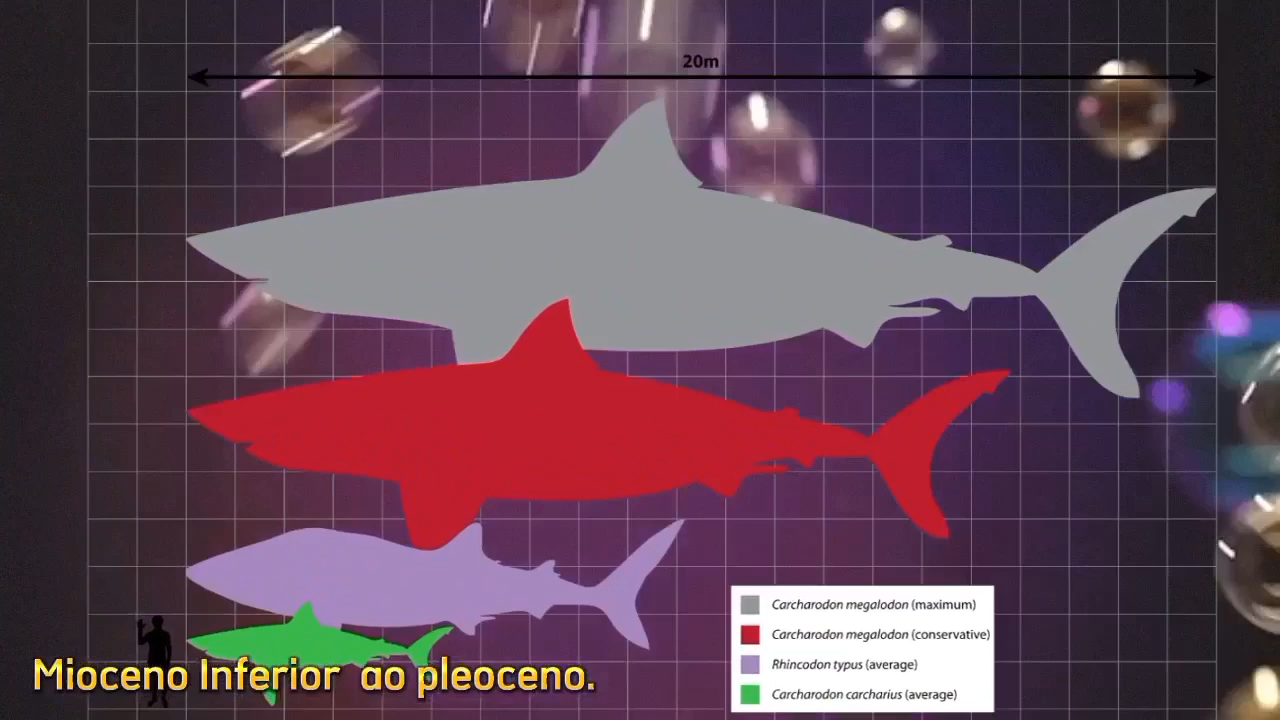 20m
Carcharodon megalodon (maximum)
Carcharodon megalodon (conservative)
Rhincodon typus (average)
Carcharodon carcharius (average)
Mioceno Inferior ao pleoceno.